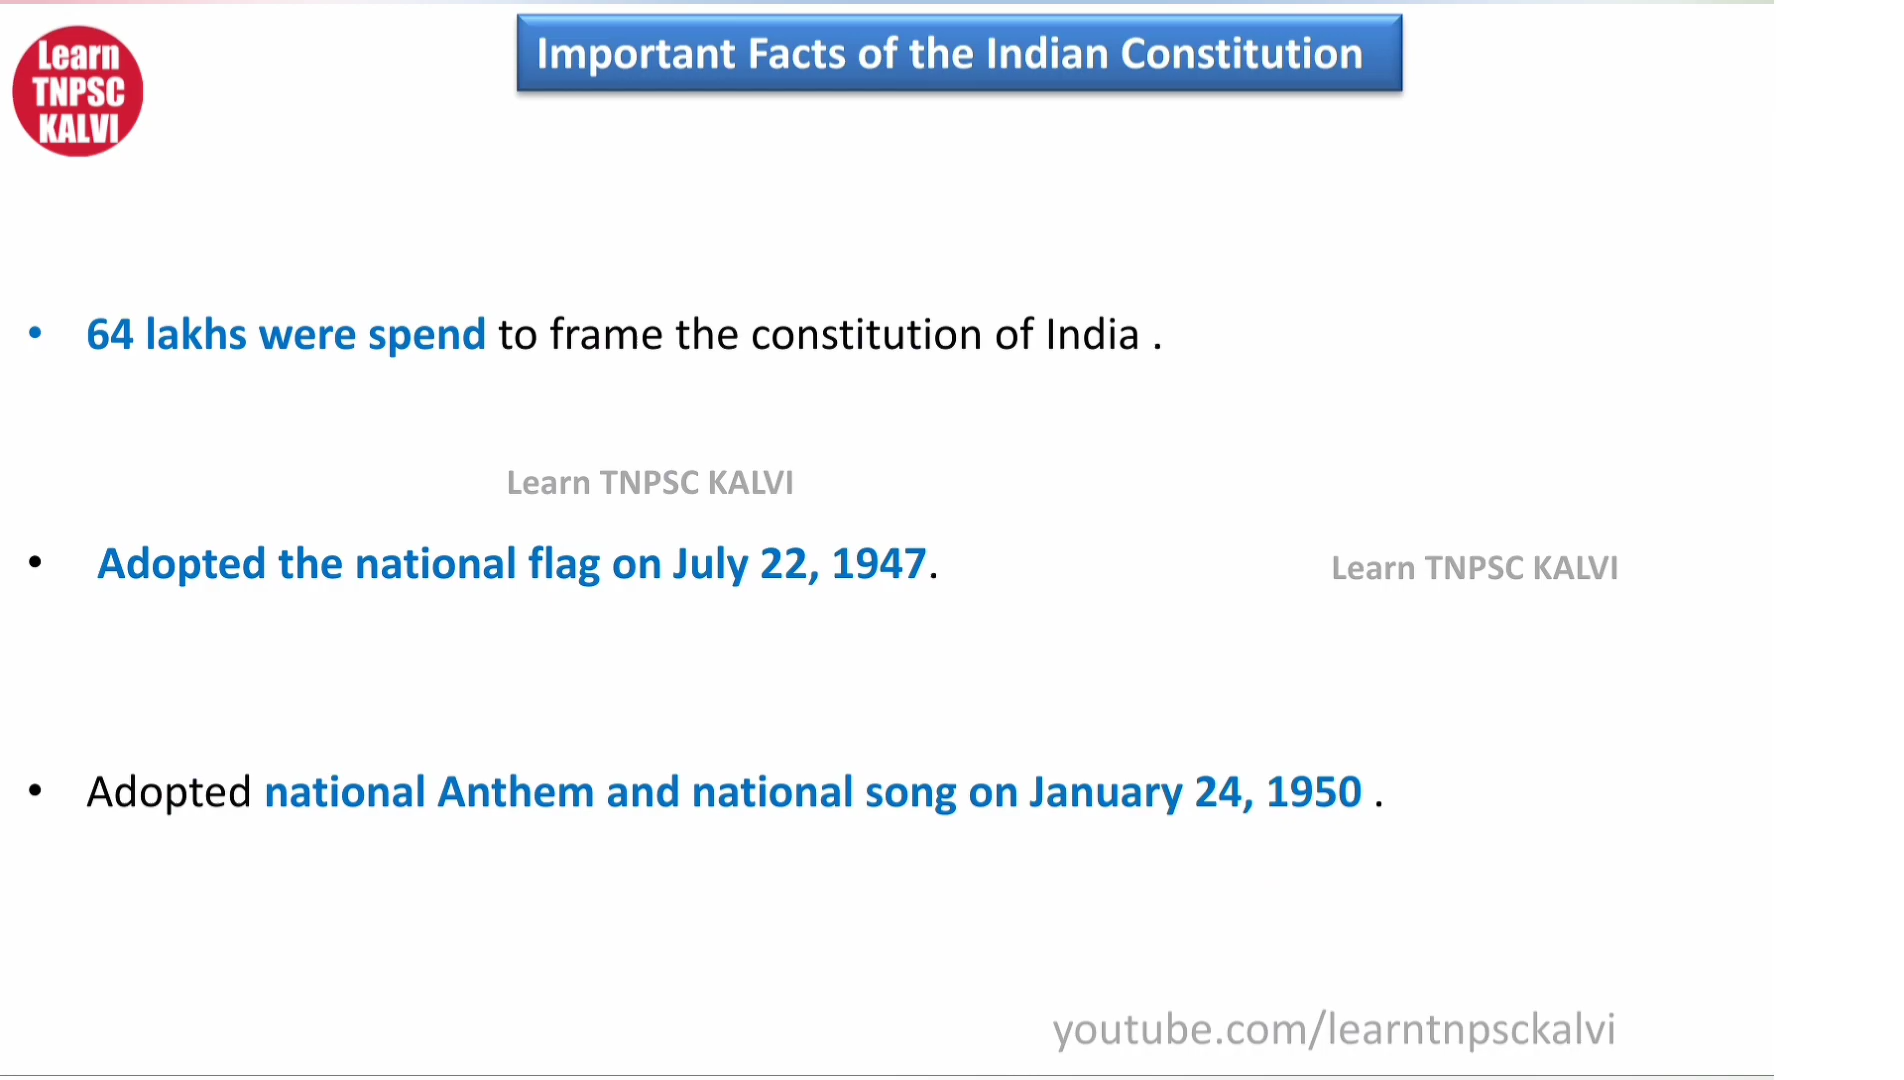 Learn
TNPSC
KALVI
Important Facts of the Indian Constitution
• 64 lakhs were spend to frame the constitution of India .
Learn TNPSC KALVI
• Adopted the national flag on July 22, 1947.
Learn TNPSC KALVI
• Adopted national Anthem and national song on January 24, 1950 .
youtube.com/learntnpsckalvi